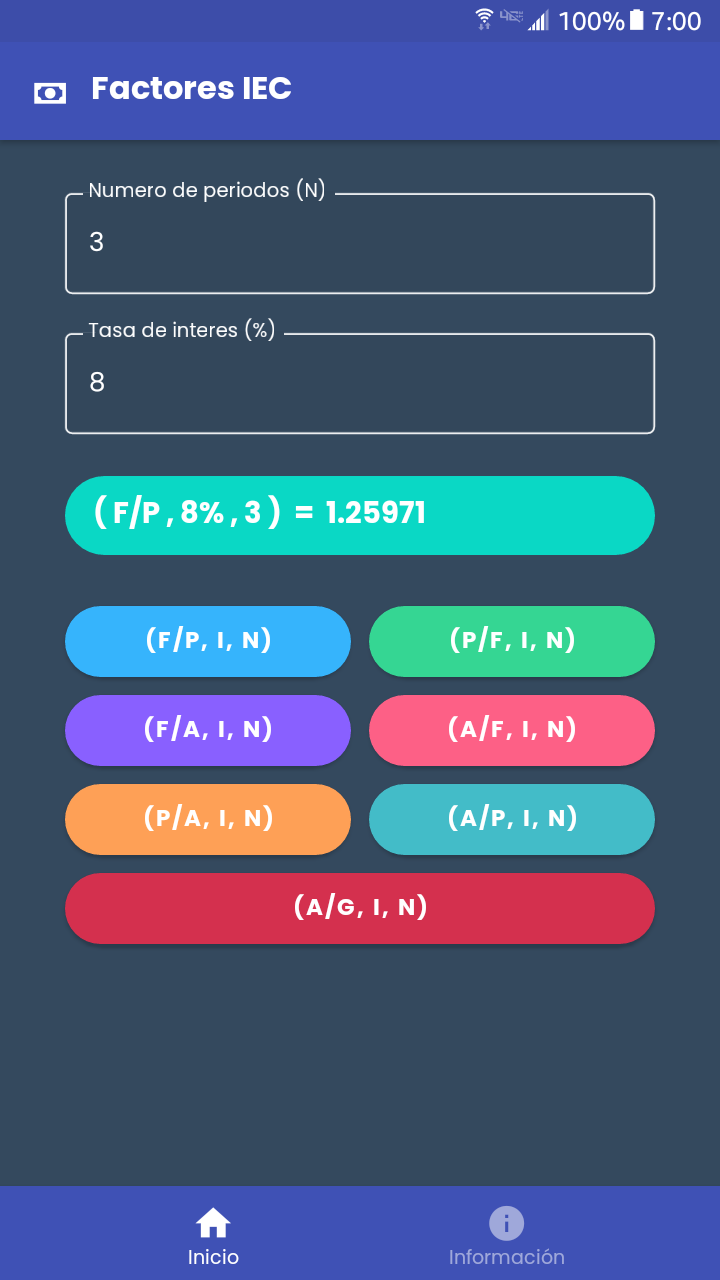 100% 7:00
Factores IEC
Numero de periodos (N)
3
Tasa de interes (%)
8
( F/P , 8% , 3 ) = 1.25971
(F/P, I, N) (P/F, I, N)
(F/A, I, N) (A/F, I, N)
(P/A, I, N) (A/P, I, N)
(A/G, I, N)
Inicio Información